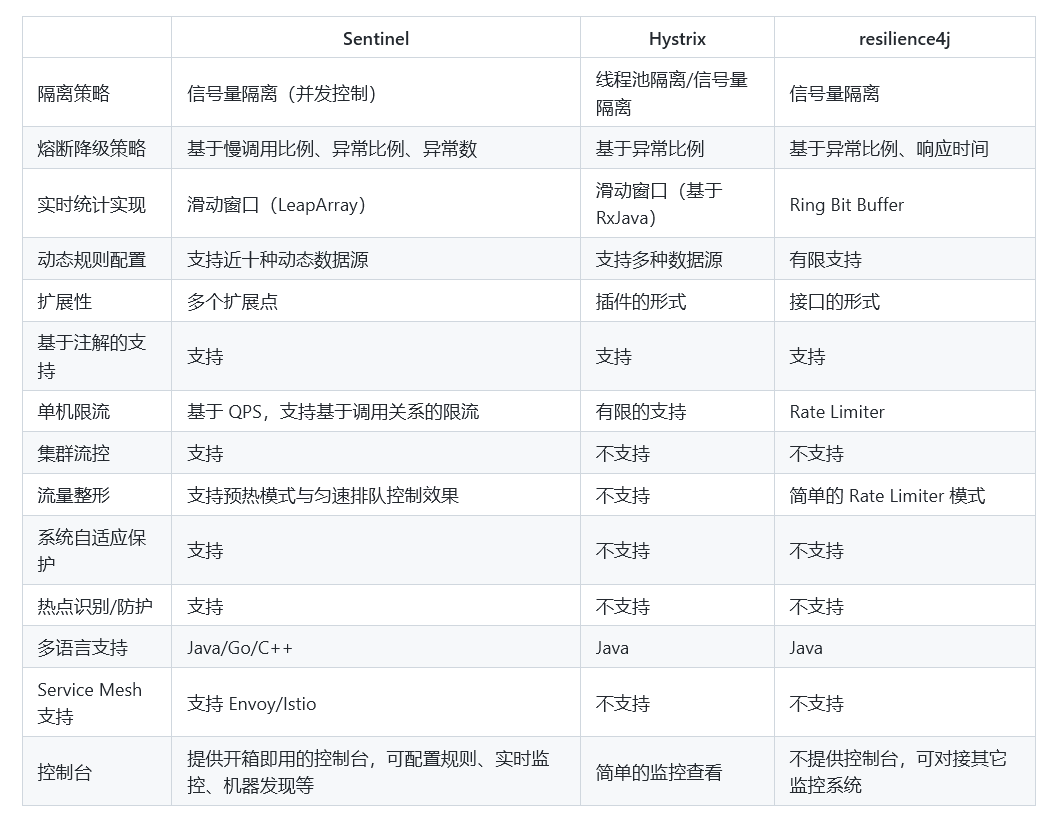 Sentinel Hystrix resilience4j
隔离策略 信号量隔离（并发控制） 线程池隔离/信号量
隔离 信号量隔离
熔断降级策略 基于慢调用比例、异常比例、异常数 基于异常比例 基于异常比例、响应时间
实时统计实现 滑动窗口（LeapArray） 滑动窗口（基于
RxJava） Ring Bit Buffer
动态规则配置 支持近十种动态数据源 支持多种数据源 有限支持
扩展性 多个扩展点 插件的形式 接口的形式
基于注解的支
持 支持 支持 支持
单机限流 基于 QPS，支持基于调用关系的限流 有限的支持 Rate Limiter
集群流控 支持 不支持 不支持
流量整形 支持预热模式与匀速排队控制效果 不支持 简单的 Rate Limiter 模式
系统自适应保
护 支持 不支持 不支持
热点识别/防护 支持 不支持 不支持
多语言支持 Java/Go/C++ Java Java
Service Mesh
支持 支持 Envoy/Istio 不支持 不支持
控制台 提供开箱即用的控制台，可配置规则、实时监
控、机器发现等 简单的监控查看 不提供控制台，可对接其它
监控系统